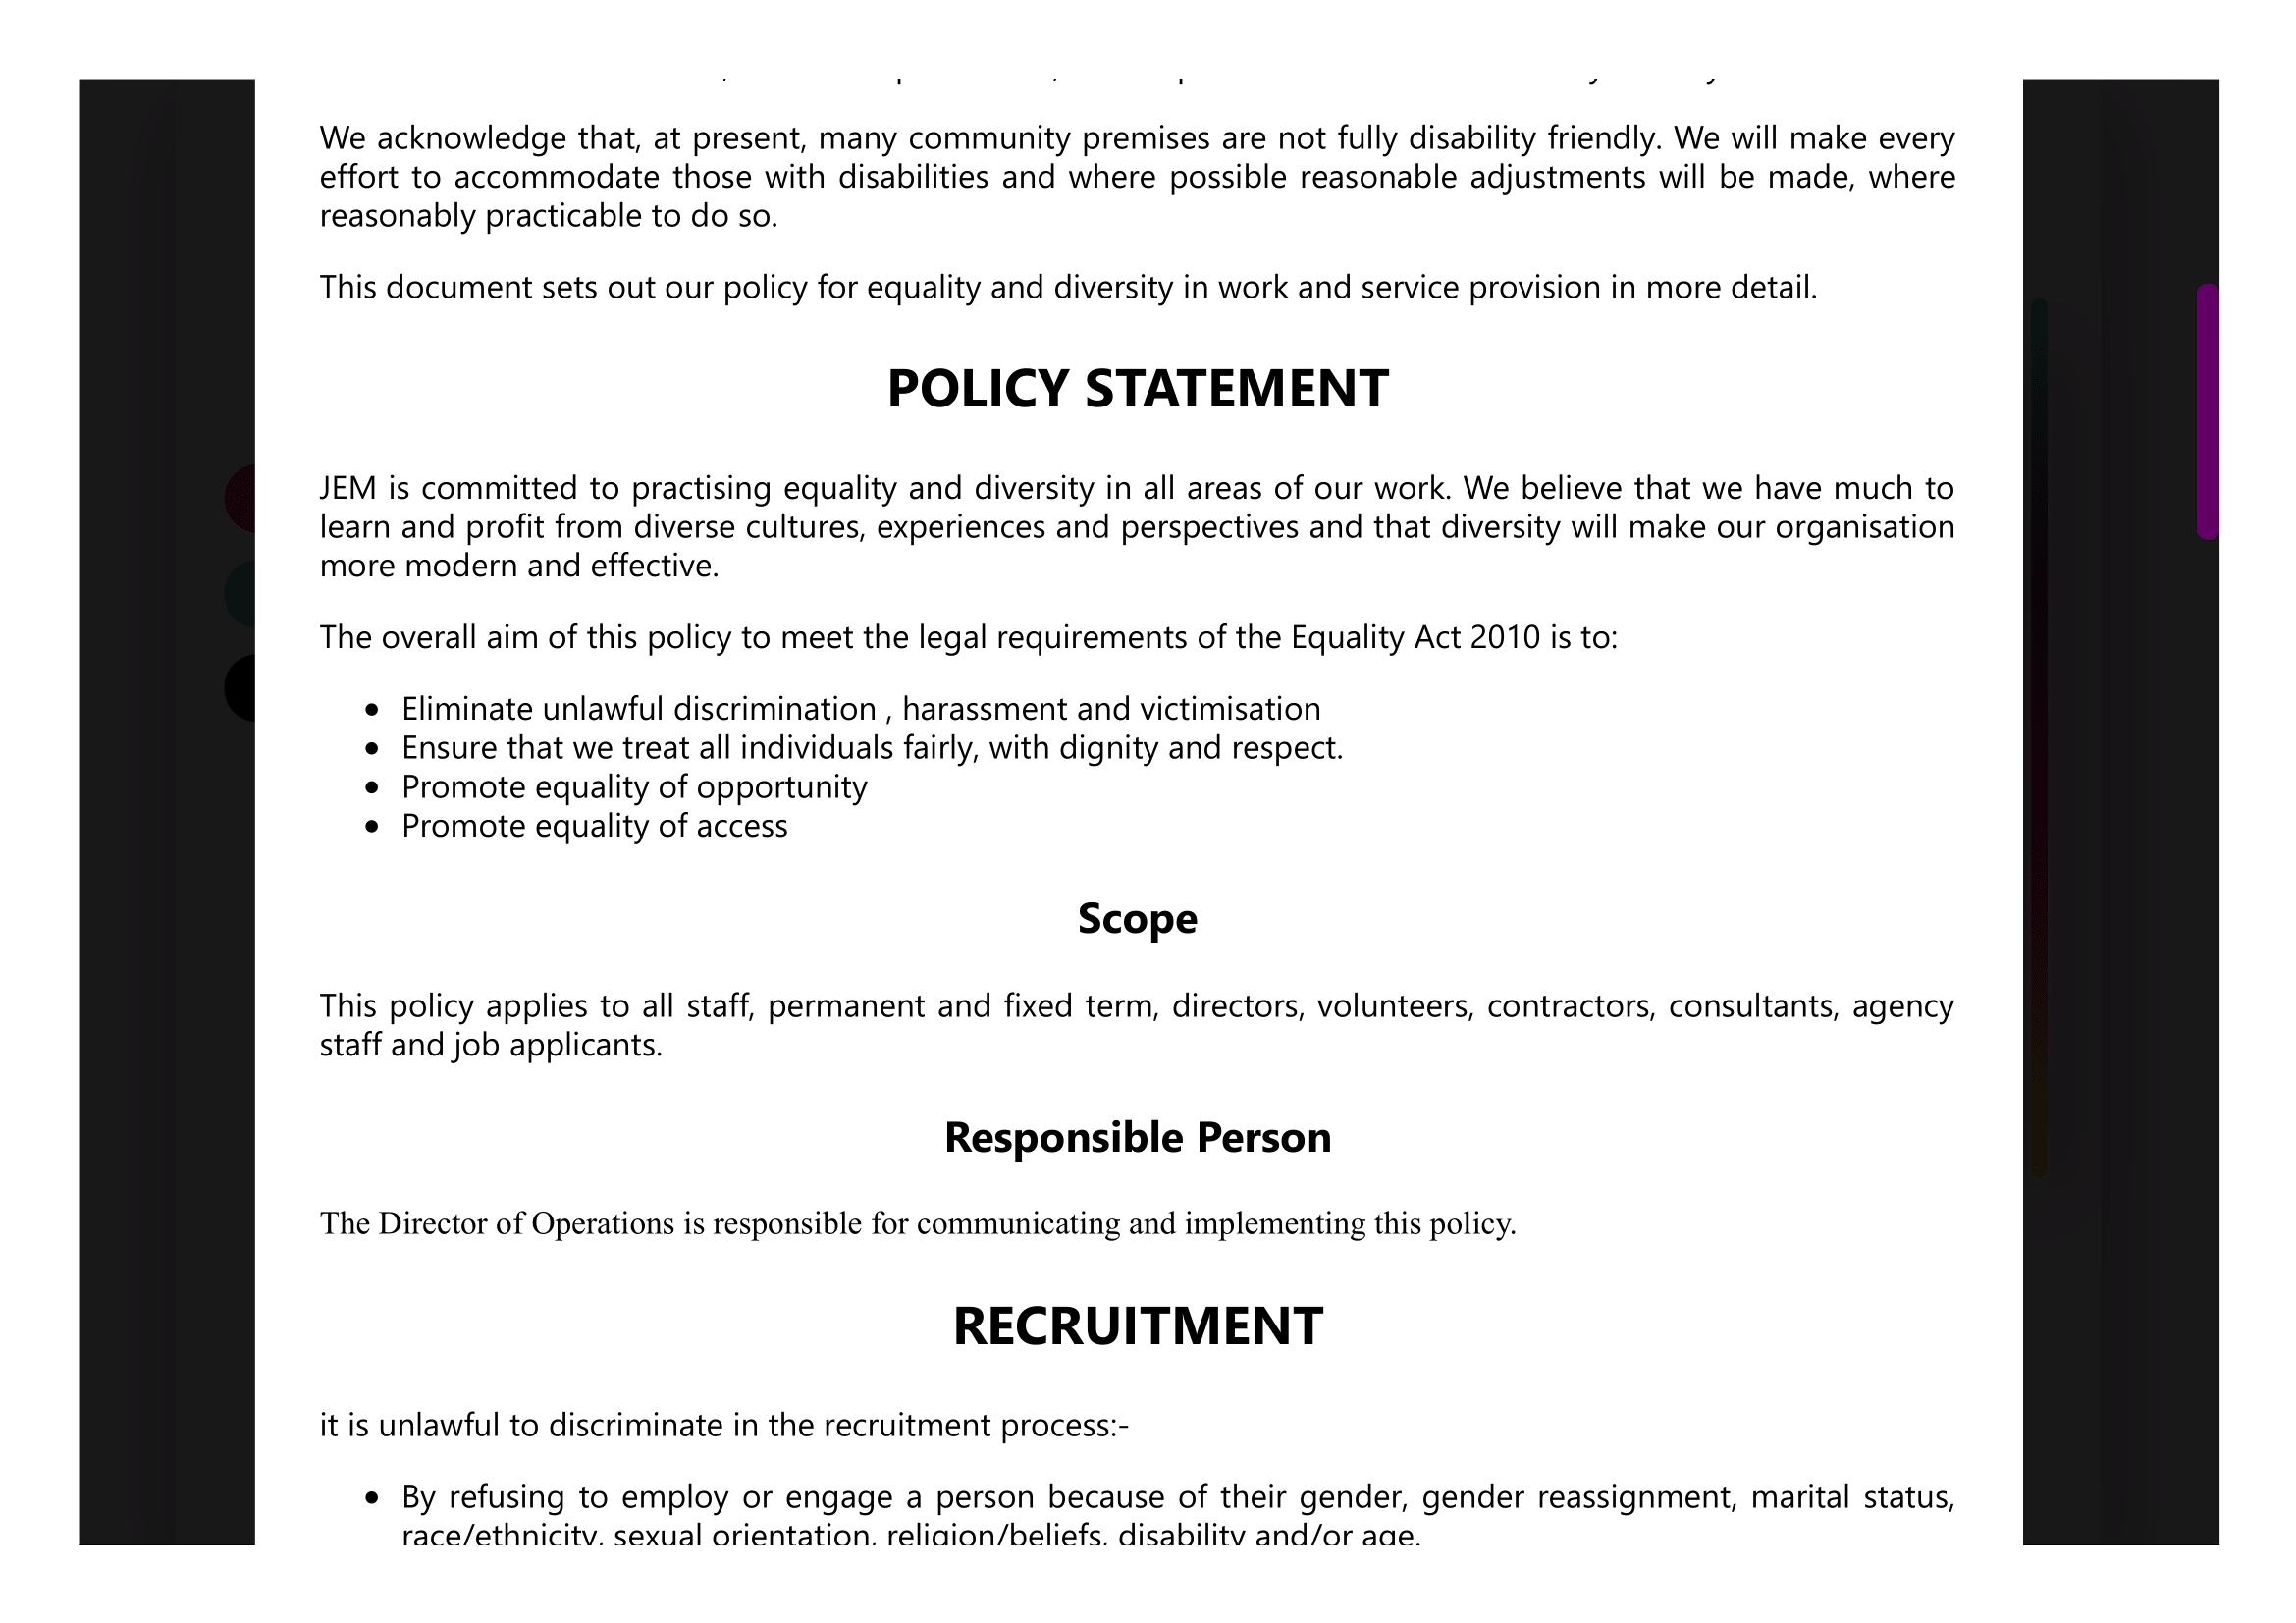 We acknowledge that, at present, many community premises are not fully disability friendly. We will make every
effort to accommodate those with disabilities and where possible reasonable adjustments will be made, where
reasonably practicable to do so.
This document sets out our policy for equality and diversity in work and service provision in more detail.
POLICY STATEMENT
JEM is committed to practising equality and diversity in all areas of our work. We believe that we have much to
learn and profit from diverse cultures, experiences and perspectives and that diversity will make our organisation
more modern and effective.
The overall aim of this policy to meet the legal requirements of the Equality Act 2010 is to:
• Eliminate unlawful discrimination , harassment and victimisation
• Ensure that we treat all individuals fairly, with dignity and respect.
• Promote equality of opportunity
• Promote equality of access
Scope
This policy applies to all staff, permanent and fixed term, directors, volunteers, contractors, consultants, agency
staff and job applicants.
Responsible Person
The Director of Operations is responsible for communicating and implementing this policy.
RECRUITMENT
it is unlawful to discriminate in the recruitment process:-
• By refusing to employ or engage a person because of their gender, gender reassignment, marital status,
race/ethnicity, sexual orientation, religion/beliefs, disability and/or age.